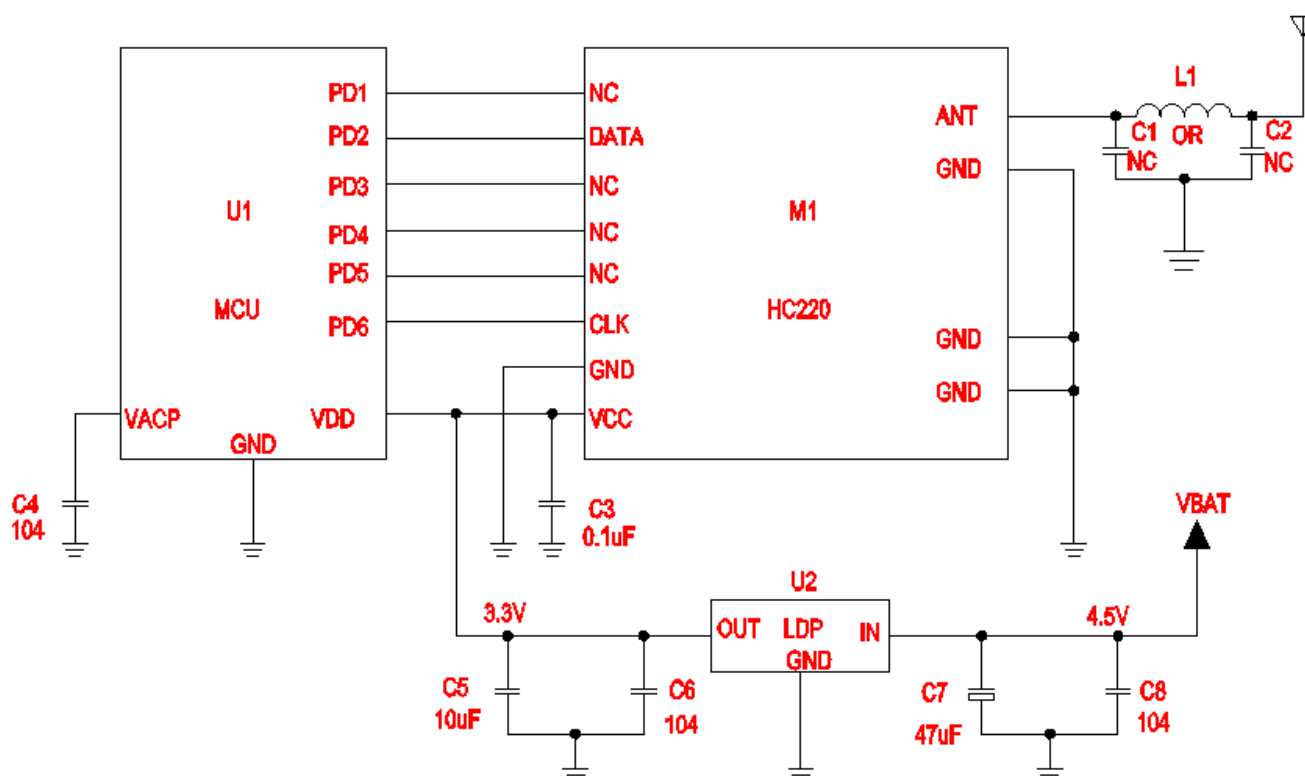 PD1
PD2
PD3
PD4
PD5
PD6
U1
MCU
VACP
VDD
GND
C4
104
NC
DATA
NC
NC
NC
CLK
GND
VCC
M1
HC220
ANT
GND
GND
GND
L1
OR
C1
NC
C2
NC
C3
0.1uF
VBAT
U2
3.3V
OUT
LDP
IN
GND
4.5V
C5
10uF
C6
104
C7
47uF
C8
104